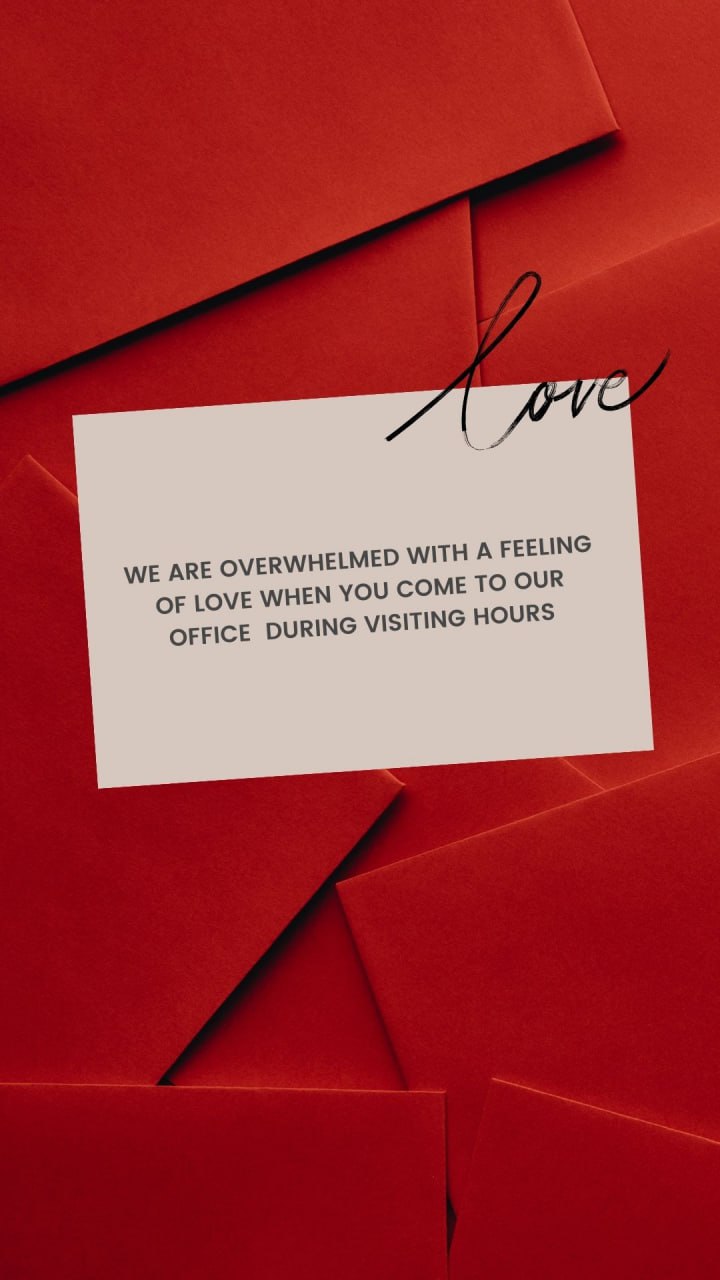 love
WE ARE OVERWHELMED WITH A FEELING
OF LOVE WHEN YOU COME TO OUR
OFFICE  DURING VISITING HOURS